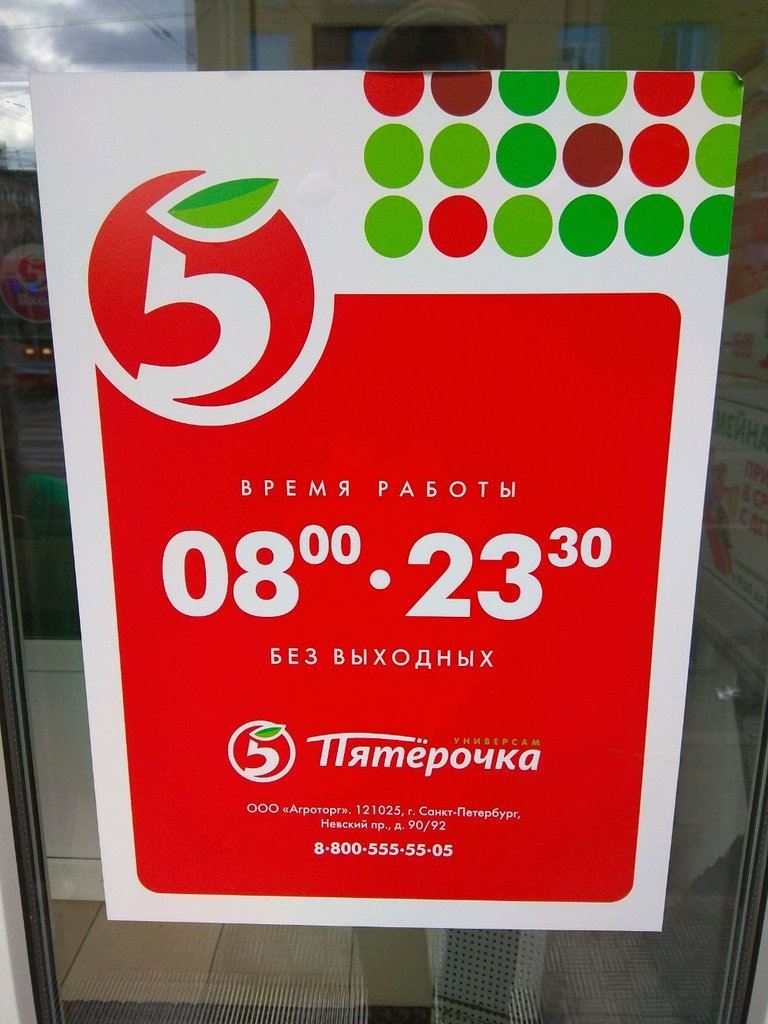 5
ВРЕМЯ РАБОТЫ
08⁰⁰·23³⁰
БЕЗ ВЫХОДНЫХ
5 Пятёрочка
УНИВЕРСАМ
ООО «Агроторг». 121025, г. Санкт-Петербург,
Невский пр., д. 90/92
8·800·555·55·05